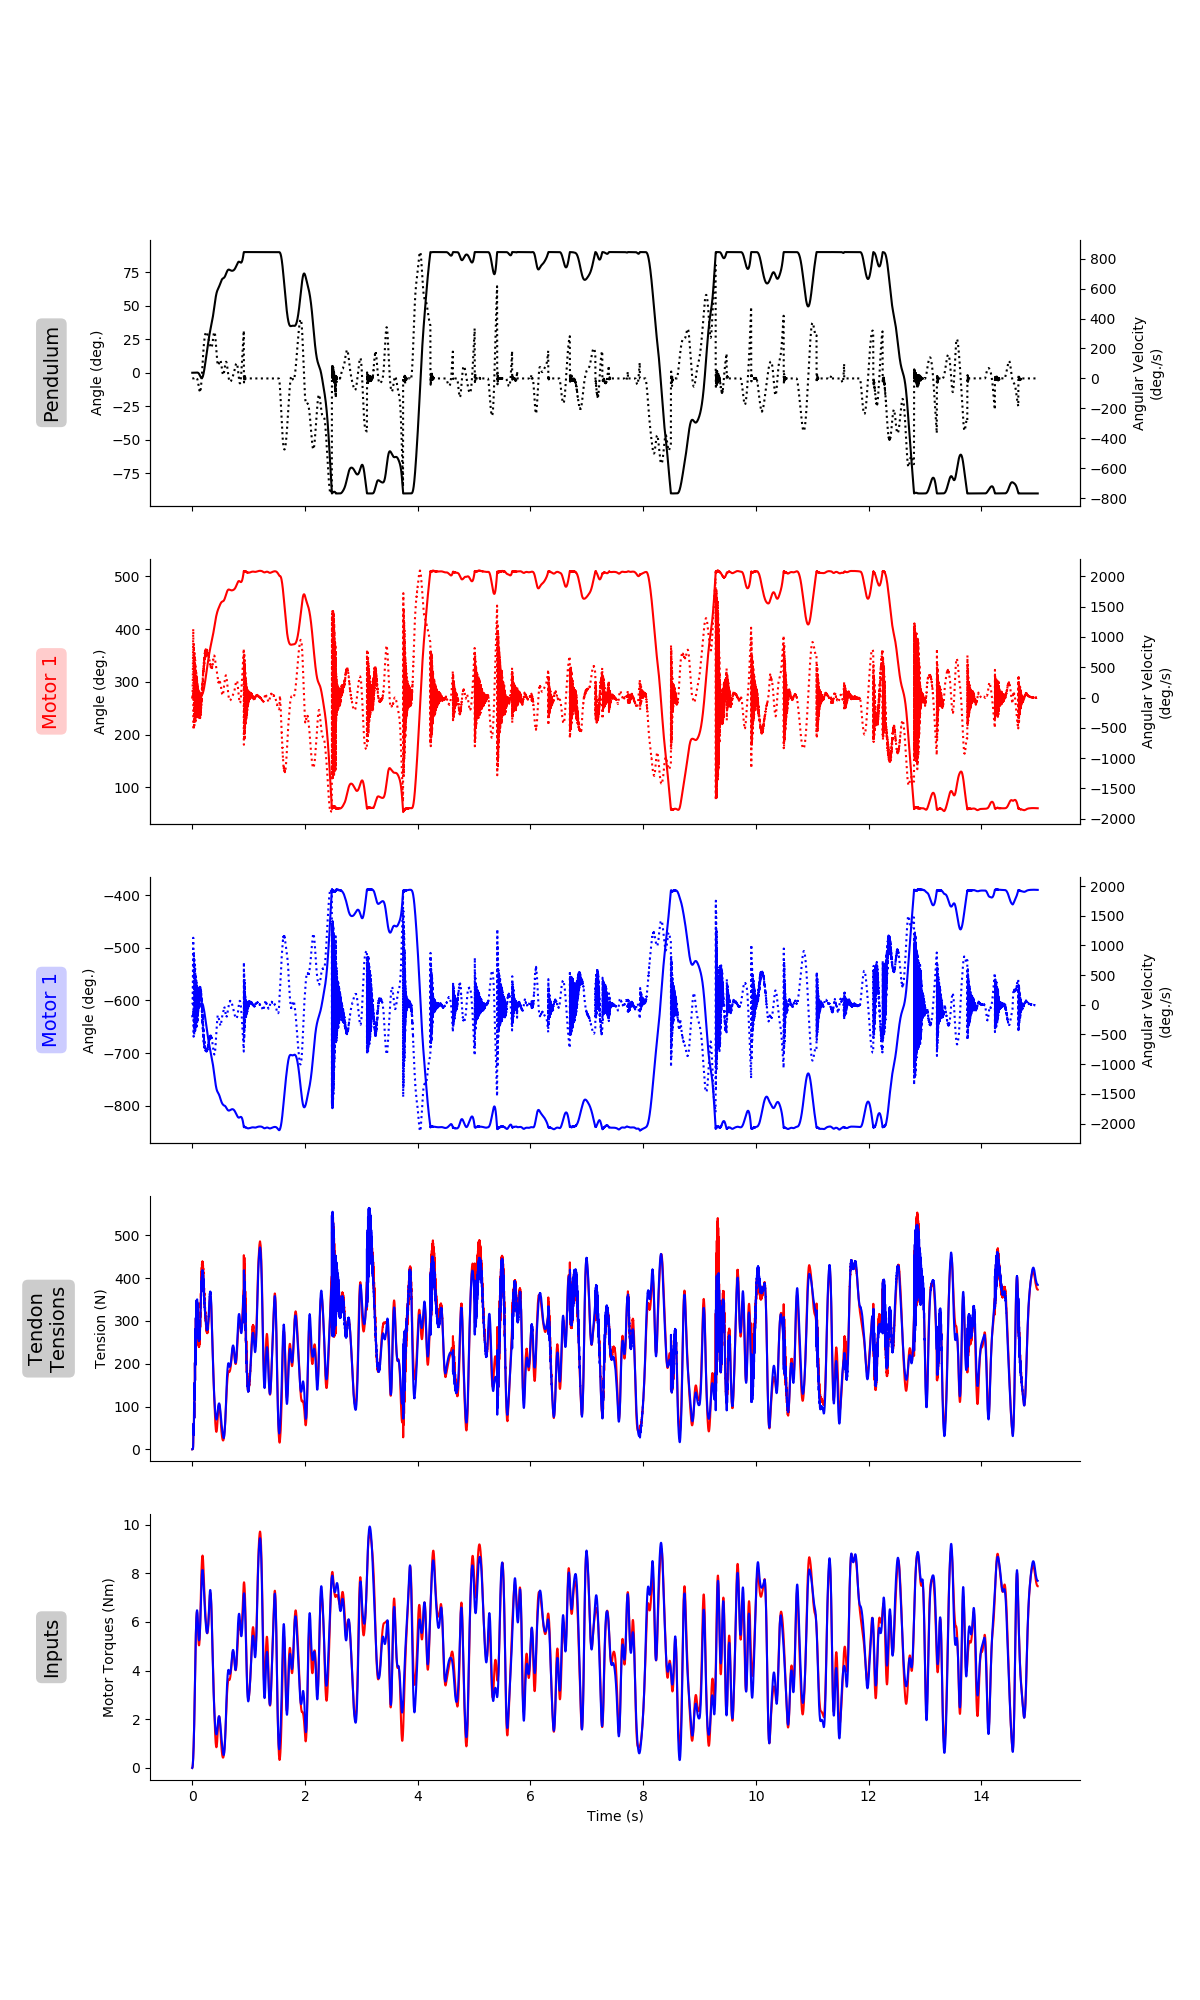 Pendulum
Angle (deg.)
75
50
25
0
−25
−50
−75
800
600
400
200
0
−200
−400
−600
−800
Angular Velocity
(deg./s)
Motor 1
Angle (deg.)
500
400
300
200
100
2000
1500
1000
500
0
−500
−1000
−1500
−2000
Angular Velocity
(deg./s)
Motor 1
Angle (deg.)
−400
−500
−600
−700
−800
2000
1500
1000
500
0
−500
−1000
−1500
−2000
Angular Velocity
(deg./s)
Tendon
Tensions
Tension (N)
500
400
300
200
100
0
Inputs
Motor Torques (Nm)
10
8
6
4
2
0
0 2 4 6 8 10 12 14
Time (s)